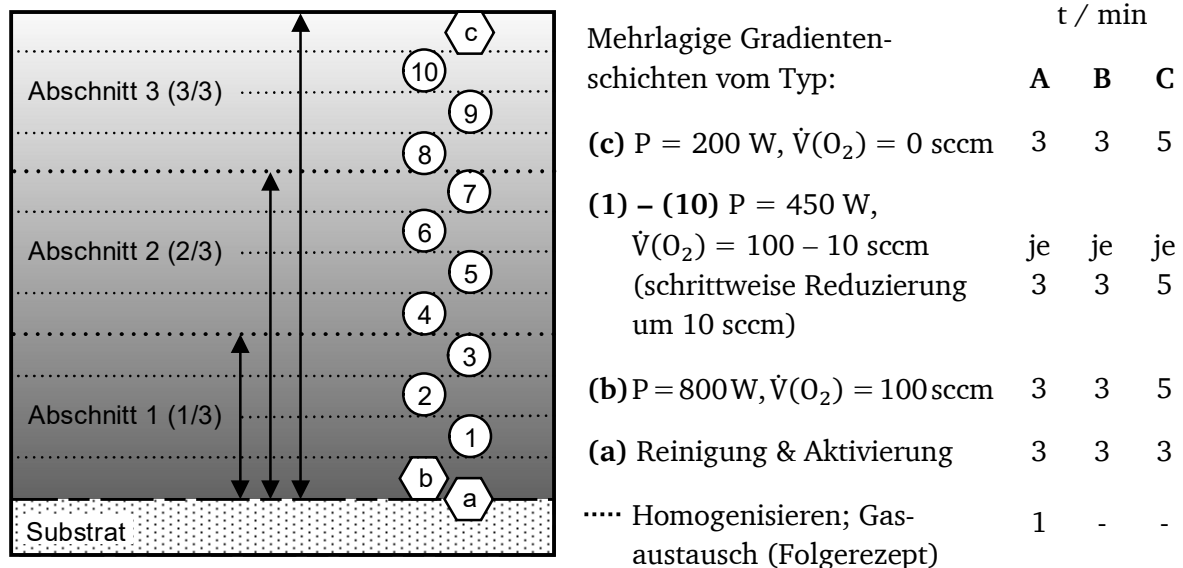 c
10
Abschnitt 3 (3/3)
9
8
7
6
Abschnitt 2 (2/3)
5
4
3
2
Abschnitt 1 (1/3)
1
b
a
Substrat
t / min
Mehrlagige Gradienten-
schichten vom Typ: A B C
(c) P = 200 W, V̇(O₂) = 0 sccm 3 3 5
(1) – (10) P = 450 W,
V̇(O₂) = 100 – 10 sccm je je je
(schrittweise Reduzierung 3 3 5
um 10 sccm)
(b) P = 800 W, V̇(O₂) = 100 sccm 3 3 5
(a) Reinigung & Aktivierung 3 3 3
..... Homogenisieren; Gas- 1 - -
austausch (Folgerezept)